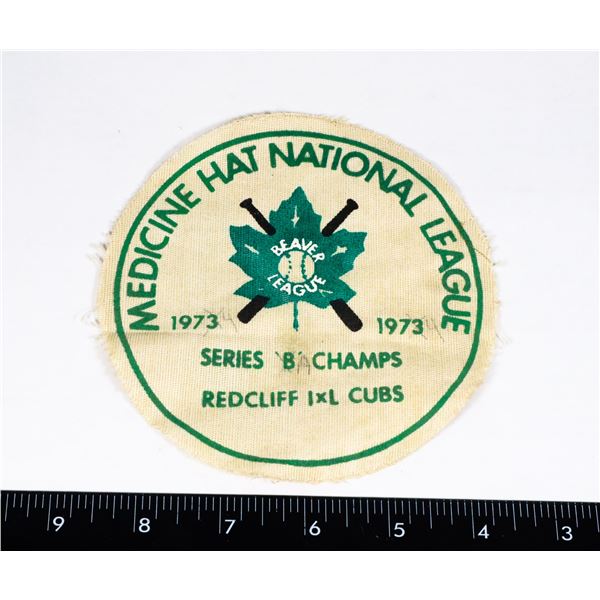 MEDICINE HAT NATIONAL LEAGUE
BEAVER
LEAGUE
1973 1973
SERIES 'B' CHAMPS
REDCLIFF I×L CUBS
9 8 7 6 5 4 3